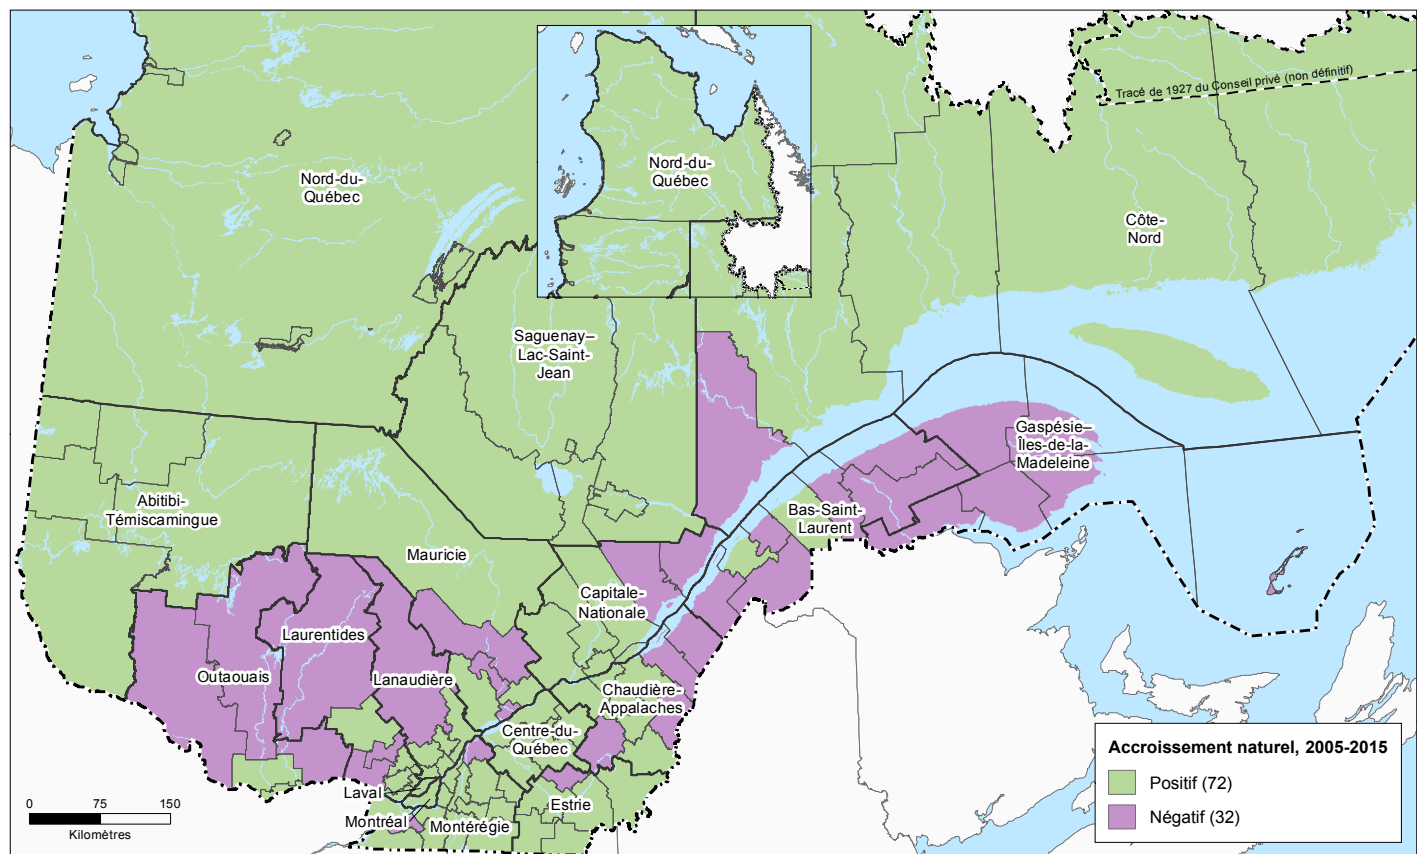 Tracé de 1927 du Conseil privé (non définitif)
Nord-du-
Québec
Nord-du-
Québec
Côte-
Nord
Saguenay–
Lac-Saint-
Jean
Gaspésie–
Îles-de-la-
Madeleine
Abitibi-
Témiscamingue
Bas-Saint-
Laurent
Mauricie
Capitale-
Nationale
Laurentides
Outaouais
Lanaudière
Chaudière-
Appalaches
Centre-du-
Québec
Laval
Estrie
Montréal
Montérégie
0 75 150
Kilomètres
Accroissement naturel, 2005-2015
Positif (72)
Négatif (32)